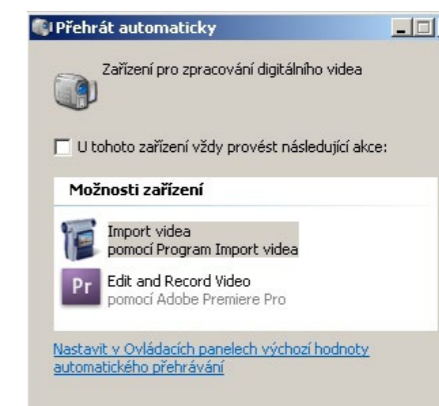 Přehrát automaticky
Zařízení pro zpracování digitálního videa
U tohoto zařízení vždy provést následující akce:
Možnosti zařízení
Import videa
pomocí Program Import videa
Pr
Edit and Record Video
pomocí Adobe Premiere Pro
Nastavit v Ovládacích panelech výchozí hodnoty
automatického přehrávání